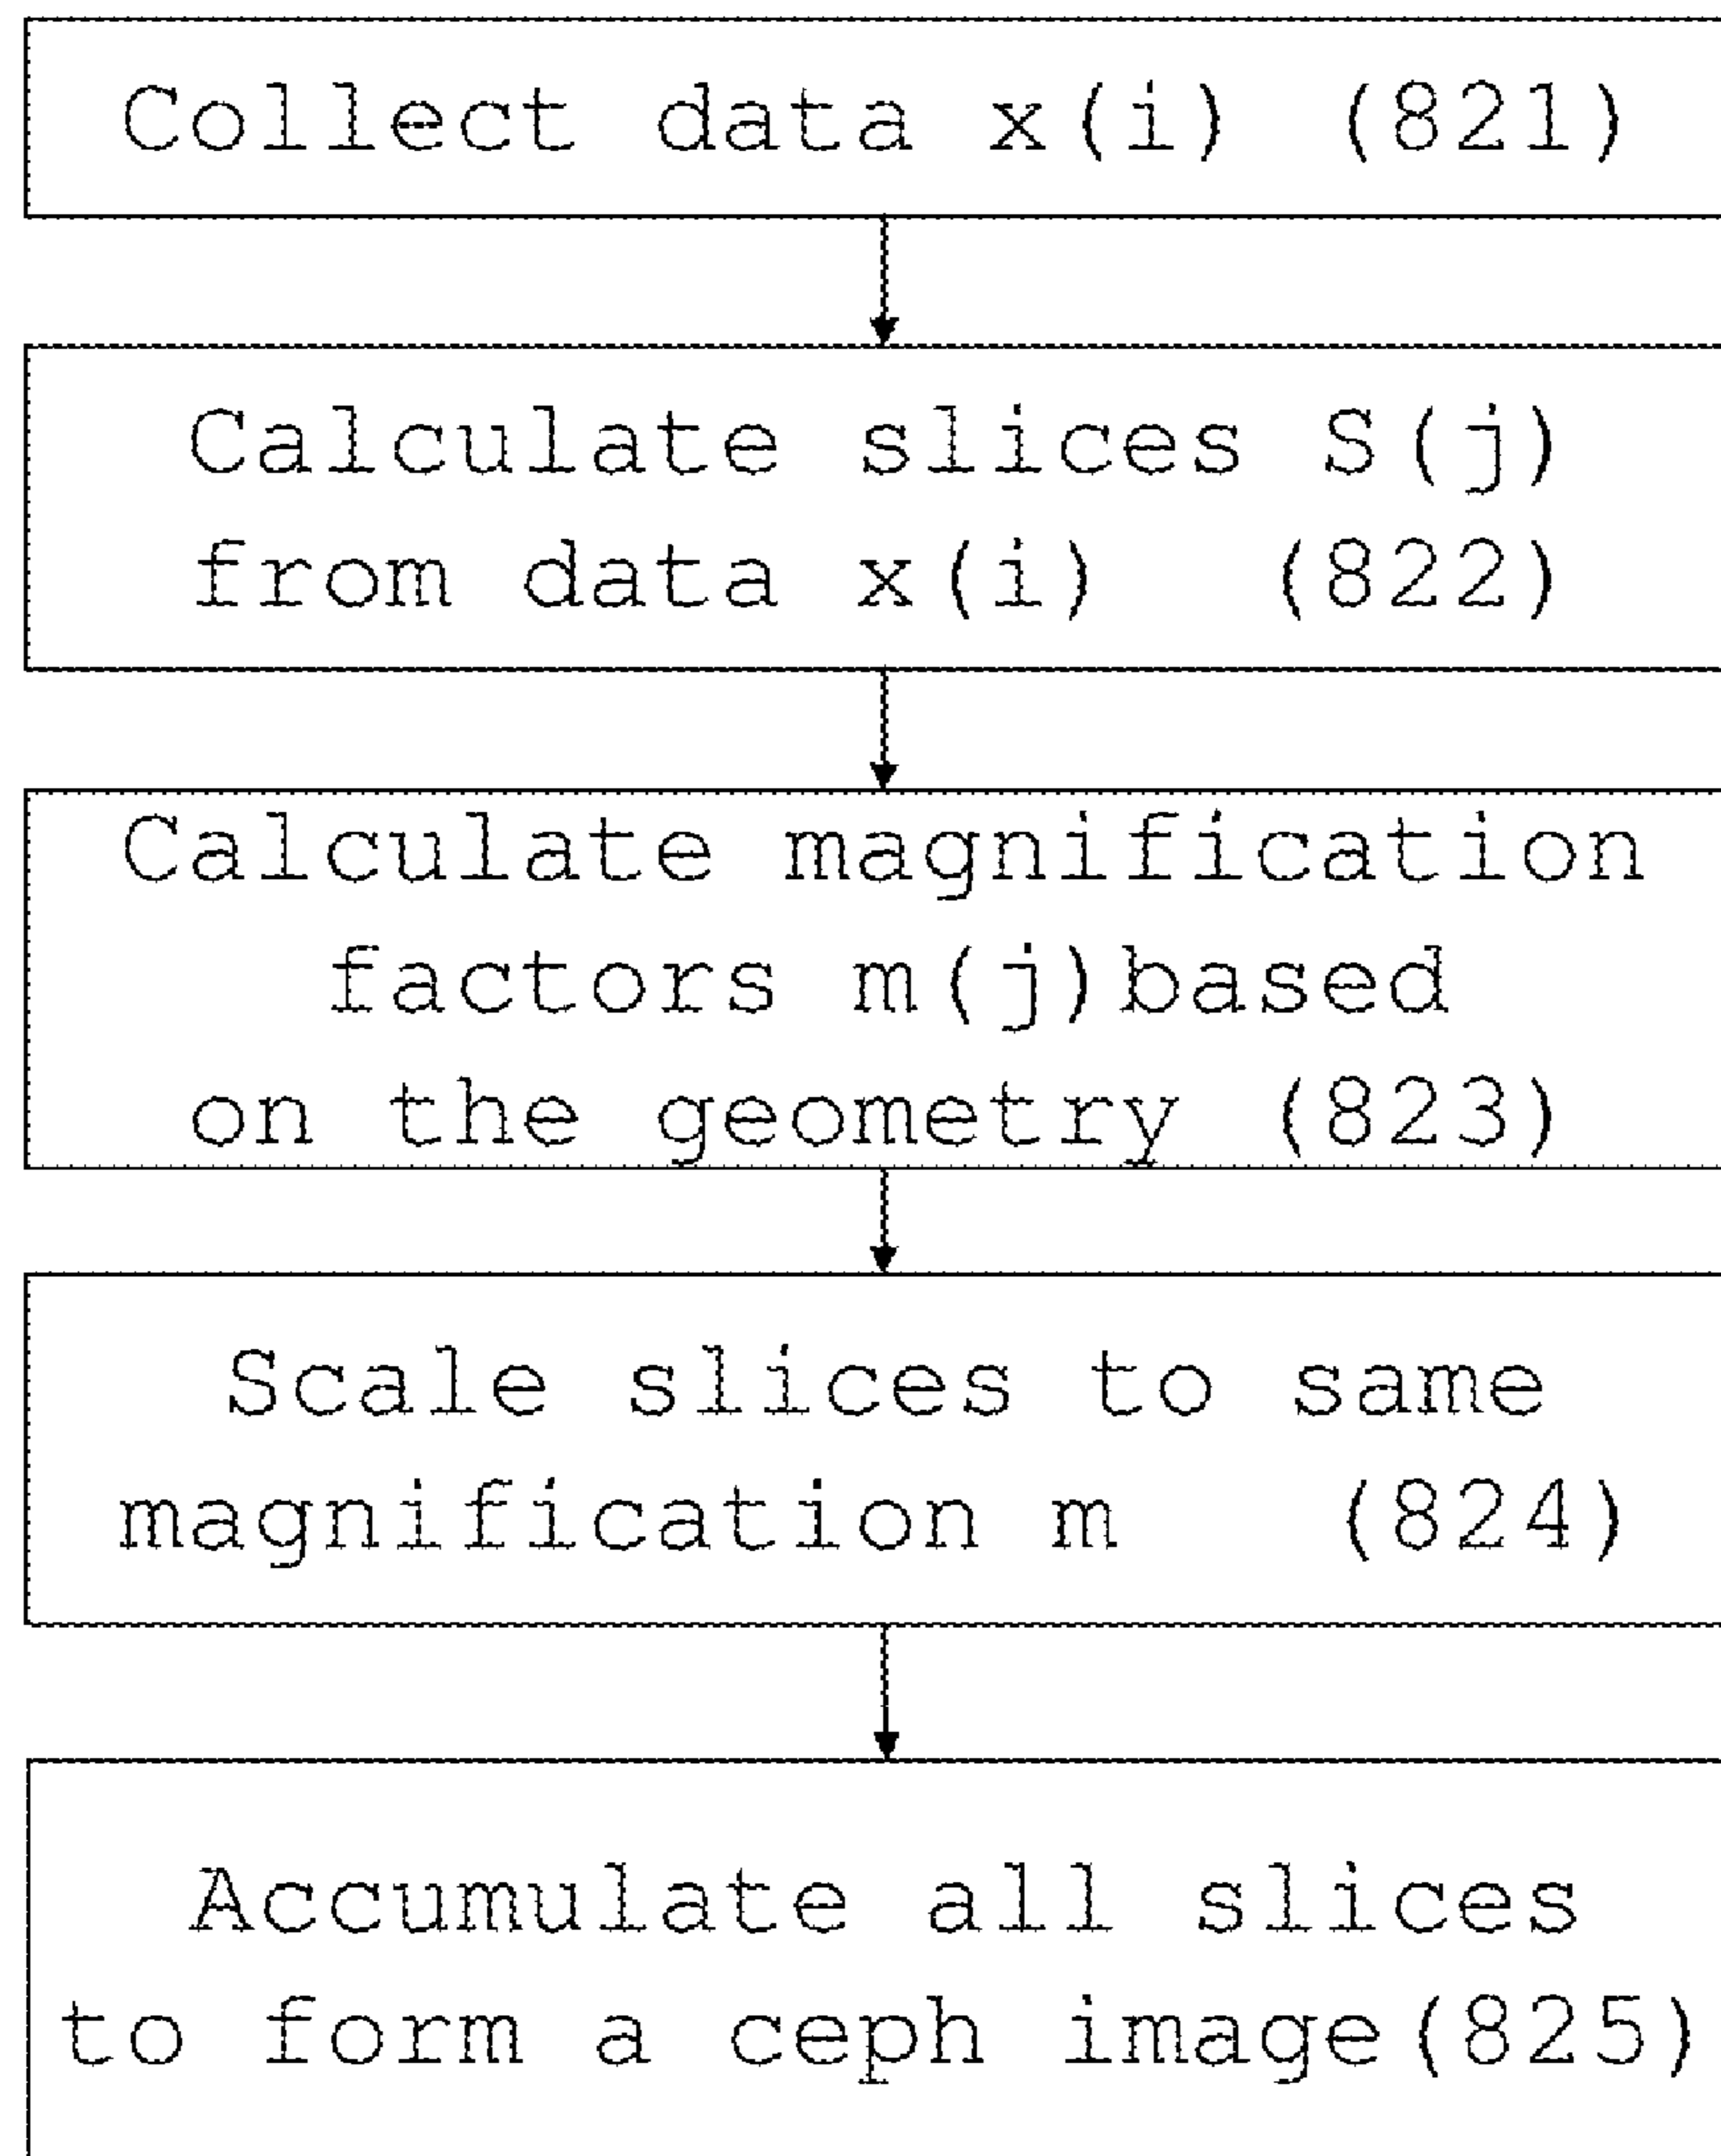 Collect data x(i) (821)
Calculate slices S(j)
from data x(i) (822)
Calculate magnification
factors m(j)based
on the geometry (823)
Scale slices to same
magnification m (824)
Accumulate all slices
to form a ceph image(825)